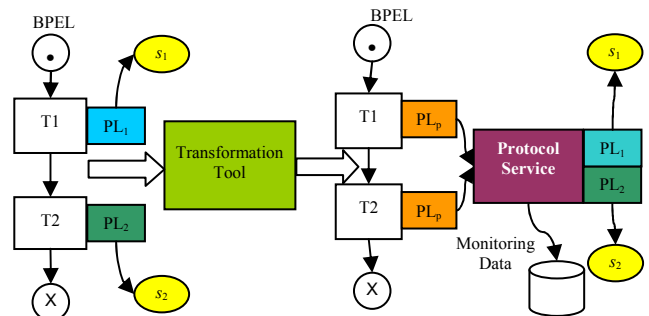 BPEL
s1
T1
PL1
Transformation
Tool
T2
PL2
s2
X
BPEL
s1
T1
PLp
Protocol
Service
PL1
PL2
T2
PLp
Monitoring
Data
s2
X